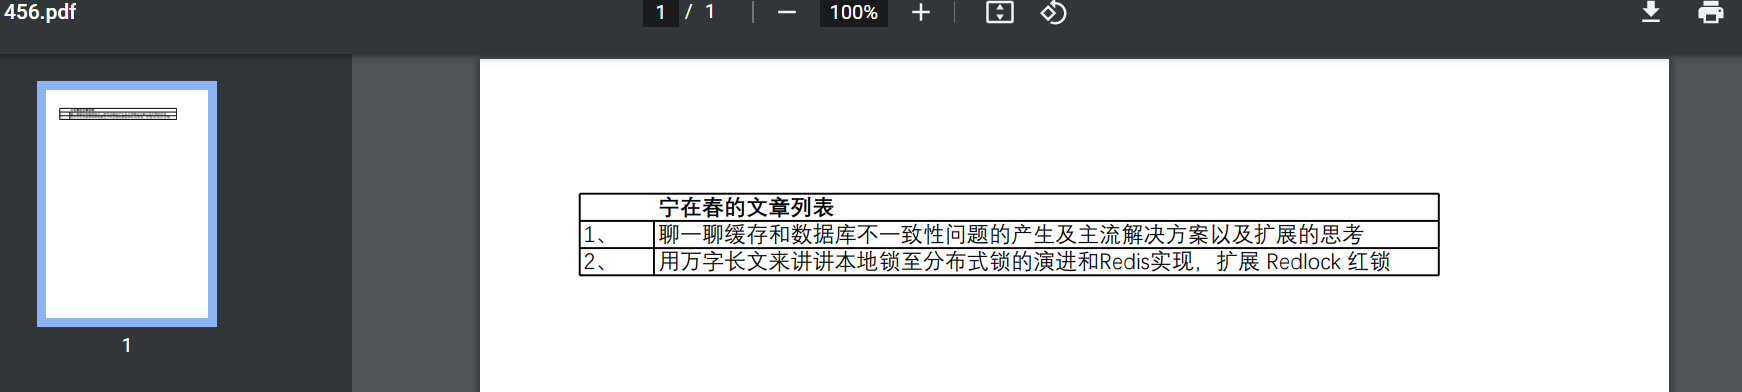 456.pdf
1 / 1
100%
1
宁在春的文章列表
1、 聊一聊缓存和数据库不一致性问题的产生及主流解决方案以及扩展的思考
2、 用万字长文来讲讲本地锁至分布式锁的演进和Redis实现，扩展 Redlock 红锁